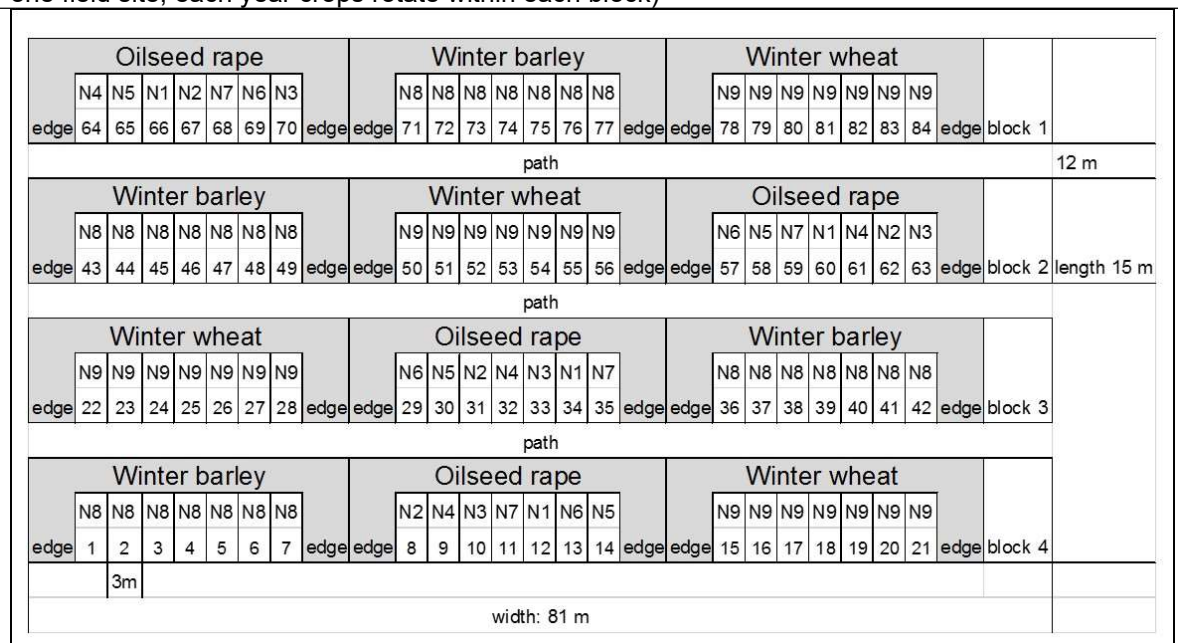 one field site, each year crops rotate within each block)
Oilseed rape Winter barley Winter wheat
N4 N5 N1 N2 N7 N6 N3 N8 N8 N8 N8 N8 N8 N8 N9 N9 N9 N9 N9 N9 N9
edge 64 65 66 67 68 69 70 edge edge 71 72 73 74 75 76 77 edge edge 78 79 80 81 82 83 84 edge block 1
path 12 m
Winter barley Winter wheat Oilseed rape
N8 N8 N8 N8 N8 N8 N8 N9 N9 N9 N9 N9 N9 N9 N6 N5 N7 N1 N4 N2 N3
edge 43 44 45 46 47 48 49 edge edge 50 51 52 53 54 55 56 edge edge 57 58 59 60 61 62 63 edge block 2 length 15 m
path
Winter wheat Oilseed rape Winter barley
N9 N9 N9 N9 N9 N9 N9 N6 N5 N2 N4 N3 N1 N7 N8 N8 N8 N8 N8 N8 N8
edge 22 23 24 25 26 27 28 edge edge 29 30 31 32 33 34 35 edge edge 36 37 38 39 40 41 42 edge block 3
path
Winter barley Oilseed rape Winter wheat
N8 N8 N8 N8 N8 N8 N8 N2 N4 N3 N7 N1 N6 N5 N9 N9 N9 N9 N9 N9 N9
edge 1 2 3 4 5 6 7 edge edge 8 9 10 11 12 13 14 edge edge 15 16 17 18 19 20 21 edge block 4
3m
width: 81 m